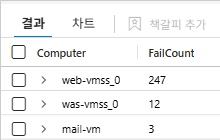 결과 차트 책갈피 추가
Computer FailCount
web-vmss_0 247
was-vmss_0 12
mail-vm 3